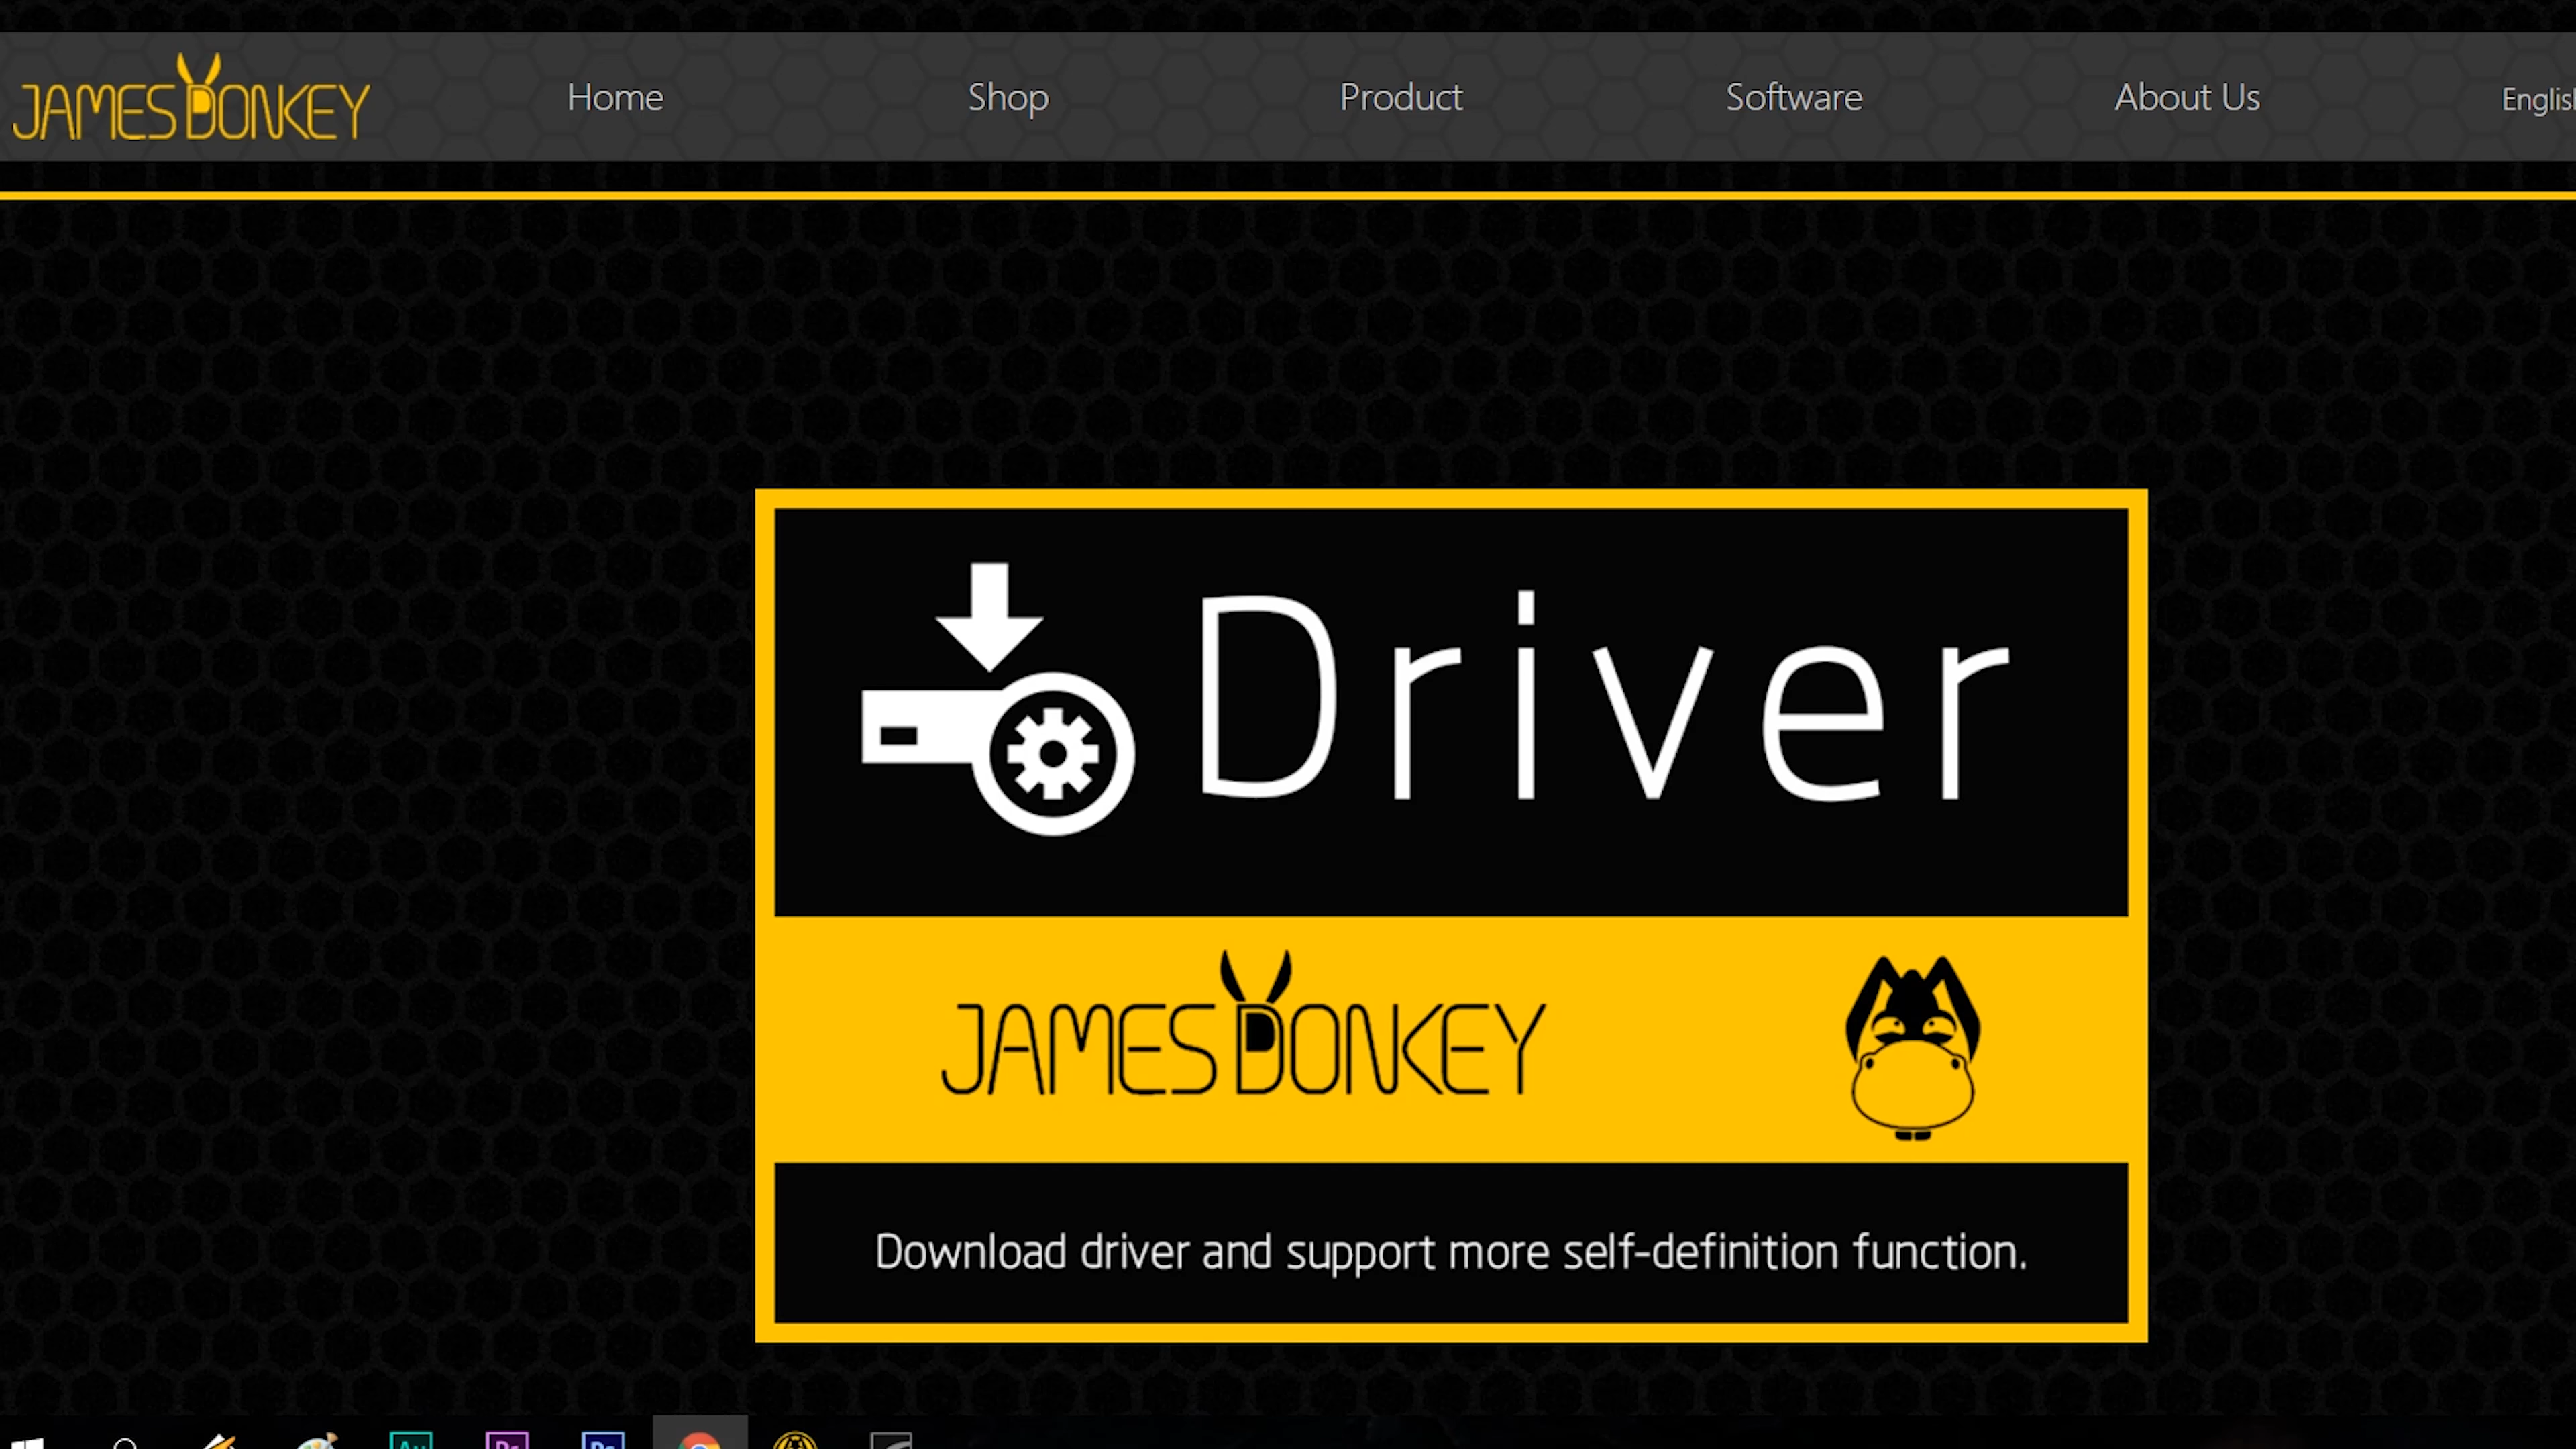 JAMES DONKEY Home Shop Product Software About Us English
Driver
JAMES DONKEY
Download driver and support more self-definition function.